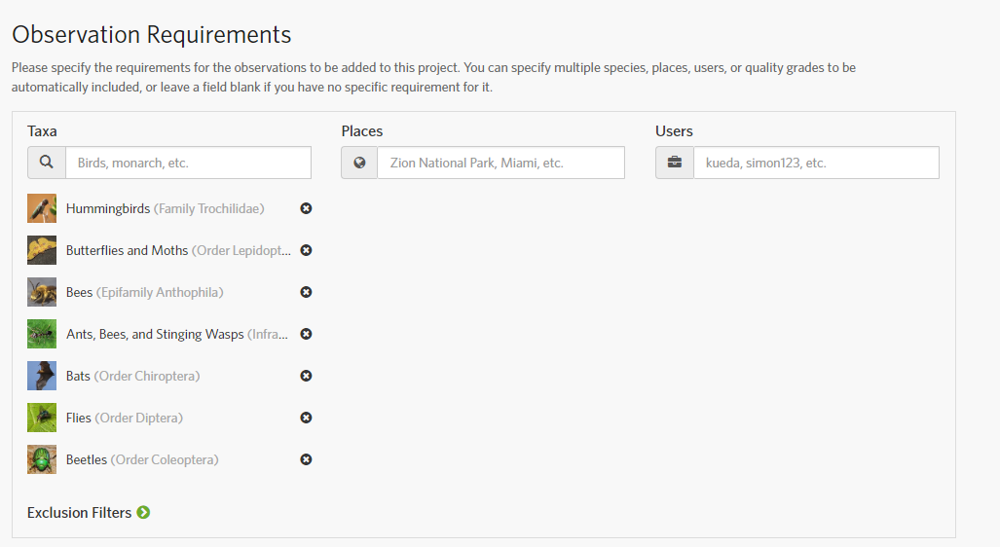 Observation Requirements
Please specify the requirements for the observations to be added to this project. You can specify multiple species, places, users, or quality grades to be
automatically included, or leave a field blank if you have no specific requirement for it.
Taxa Places Users
Birds, monarch, etc. Zion National Park, Miami, etc. kueda, simon123, etc.
Hummingbirds (Family Trochilidae)
Butterflies and Moths (Order Lepidopt...
Bees (Epifamily Anthophila)
Ants, Bees, and Stinging Wasps (Infra...
Bats (Order Chiroptera)
Flies (Order Diptera)
Beetles (Order Coleoptera)
Exclusion Filters